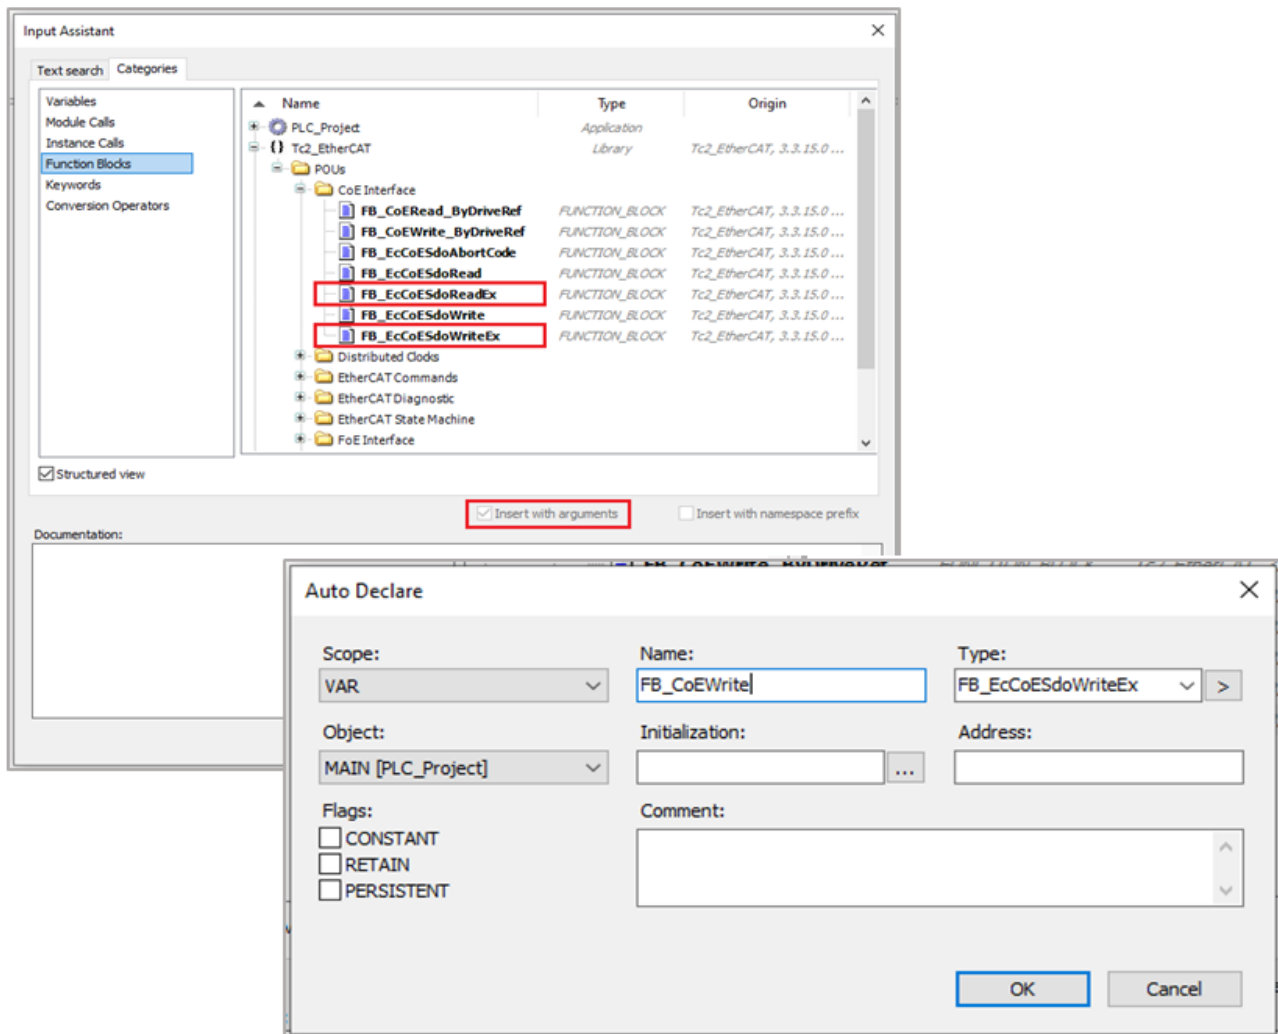 Input Assistant
Text search Categories
Variables
Module Calls
Instance Calls
Function Blocks
Keywords
Conversion Operators
Name Type Origin
PLC_Project Application
Tc2_EtherCAT Library Tc2_EtherCAT, 3.3.15.0 ...
POUs
CoE Interface
FB_CoERead_ByDriveRef FUNCTION_BLOCK Tc2_EtherCAT, 3.3.15.0 ...
FB_CoEWrite_ByDriveRef FUNCTION_BLOCK Tc2_EtherCAT, 3.3.15.0 ...
FB_EcCoESdoAbortCode FUNCTION_BLOCK Tc2_EtherCAT, 3.3.15.0 ...
FB_EcCoESdoRead FUNCTION_BLOCK Tc2_EtherCAT, 3.3.15.0 ...
FB_EcCoESdoReadEx FUNCTION_BLOCK Tc2_EtherCAT, 3.3.15.0 ...
FB_EcCoESdoWrite FUNCTION_BLOCK Tc2_EtherCAT, 3.3.15.0 ...
FB_EcCoESdoWriteEx FUNCTION_BLOCK Tc2_EtherCAT, 3.3.15.0 ...
Distributed Clocks
EtherCAT Commands
EtherCAT Diagnostic
EtherCAT State Machine
FoE Interface
Structured view
Insert with arguments Insert with namespace prefix
Documentation:
Auto Declare
Scope: Name: Type:
VAR FB_CoEWrite FB_EcCoESdoWriteEx >
Object: Initialization: Address:
MAIN [PLC_Project] ...
Flags: Comment:
CONSTANT
RETAIN
PERSISTENT
OK Cancel